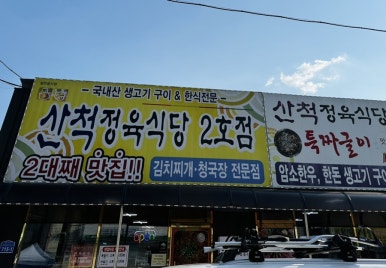 - 국내산 생고기 구이 & 한식전문 -
산척정육식당 2호점
2대째 맛집!!
김치찌개·청국장 전문점
산척정육식당
특짜글이
암소한우, 한돈 생고기구이